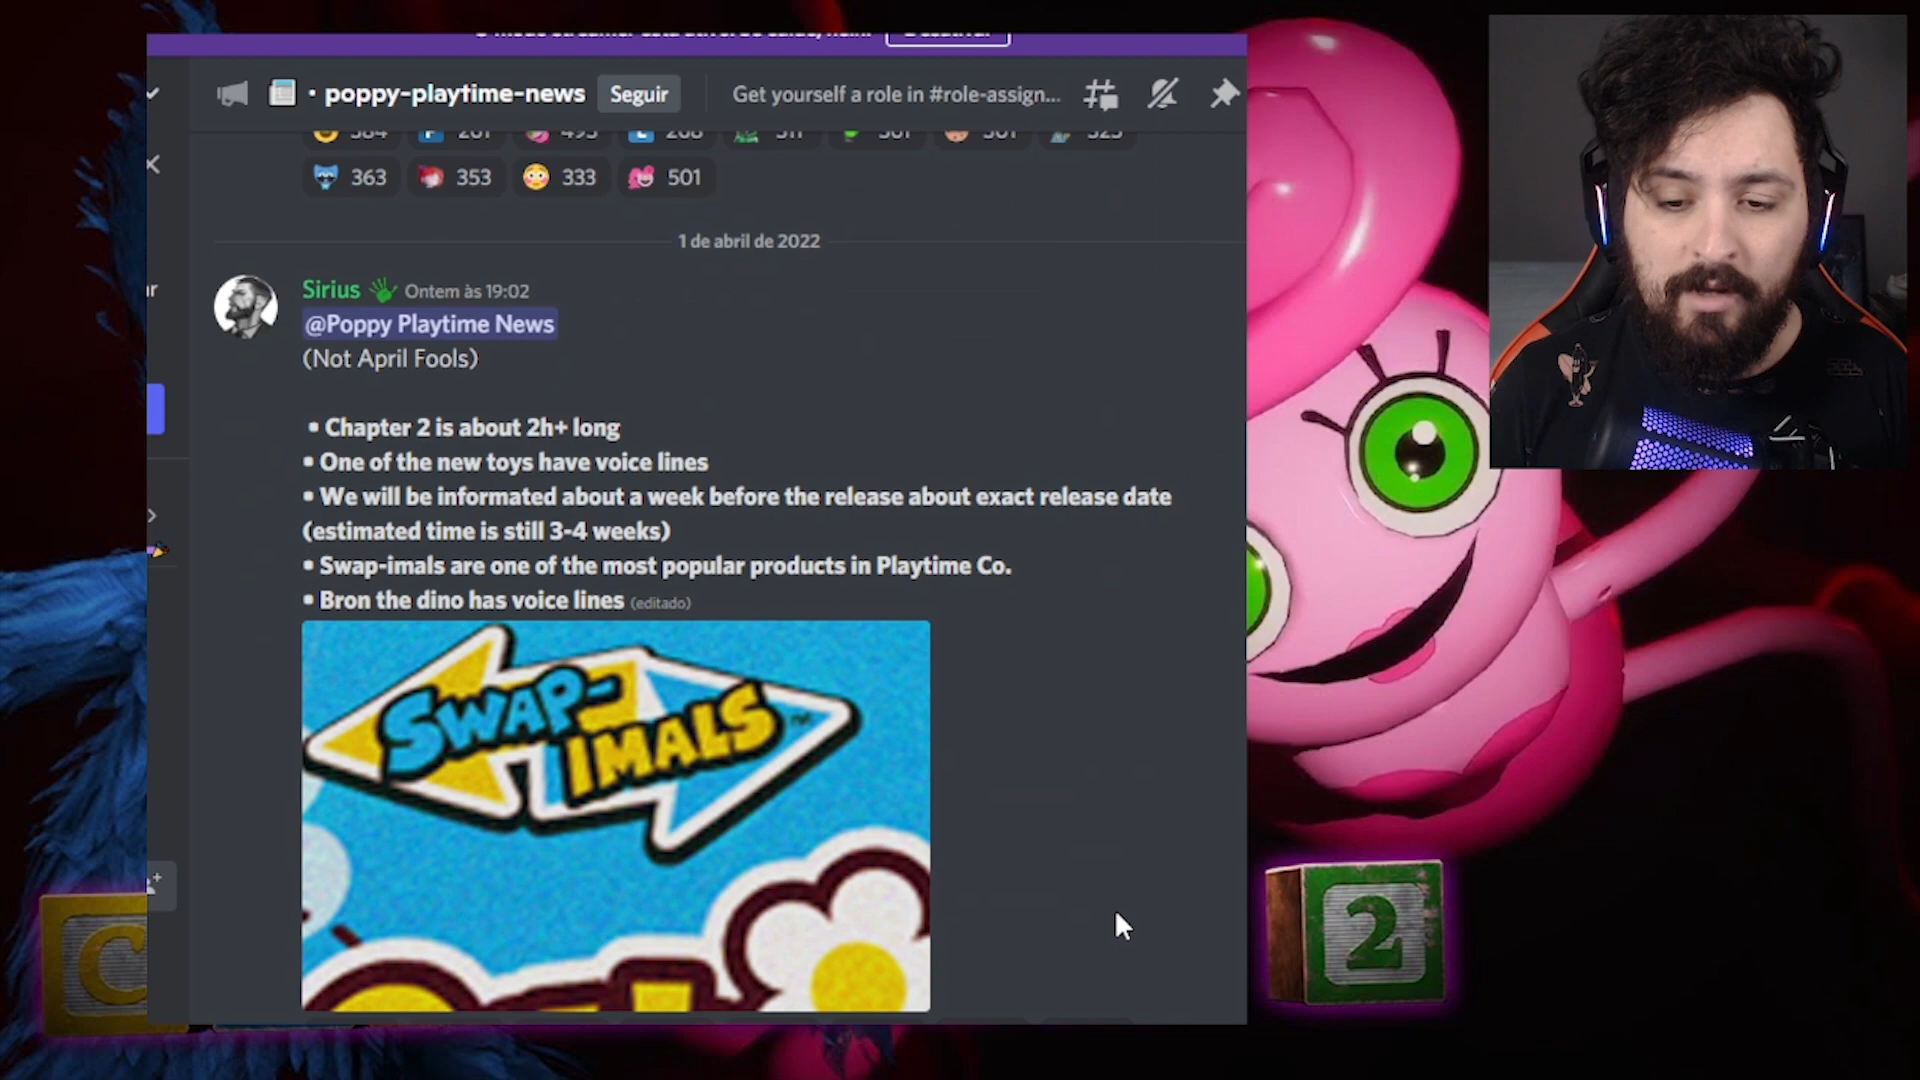 poppy-playtime-news
Seguir
Get yourself a role in #role-assign...
363
353
333
501
1 de abril de 2022
Sirius
Ontem às 19:02
@Poppy Playtime News
(Not April Fools)
▪ Chapter 2 is about 2h+ long
▪ One of the new toys have voice lines
▪ We will be informated about a week before the release about exact release date
(estimated time is still 3-4 weeks)
▪ Swap-imals are one of the most popular products in Playtime Co.
▪ Bron the dino has voice lines (editado)
SWAP-
IMALS™
C
2